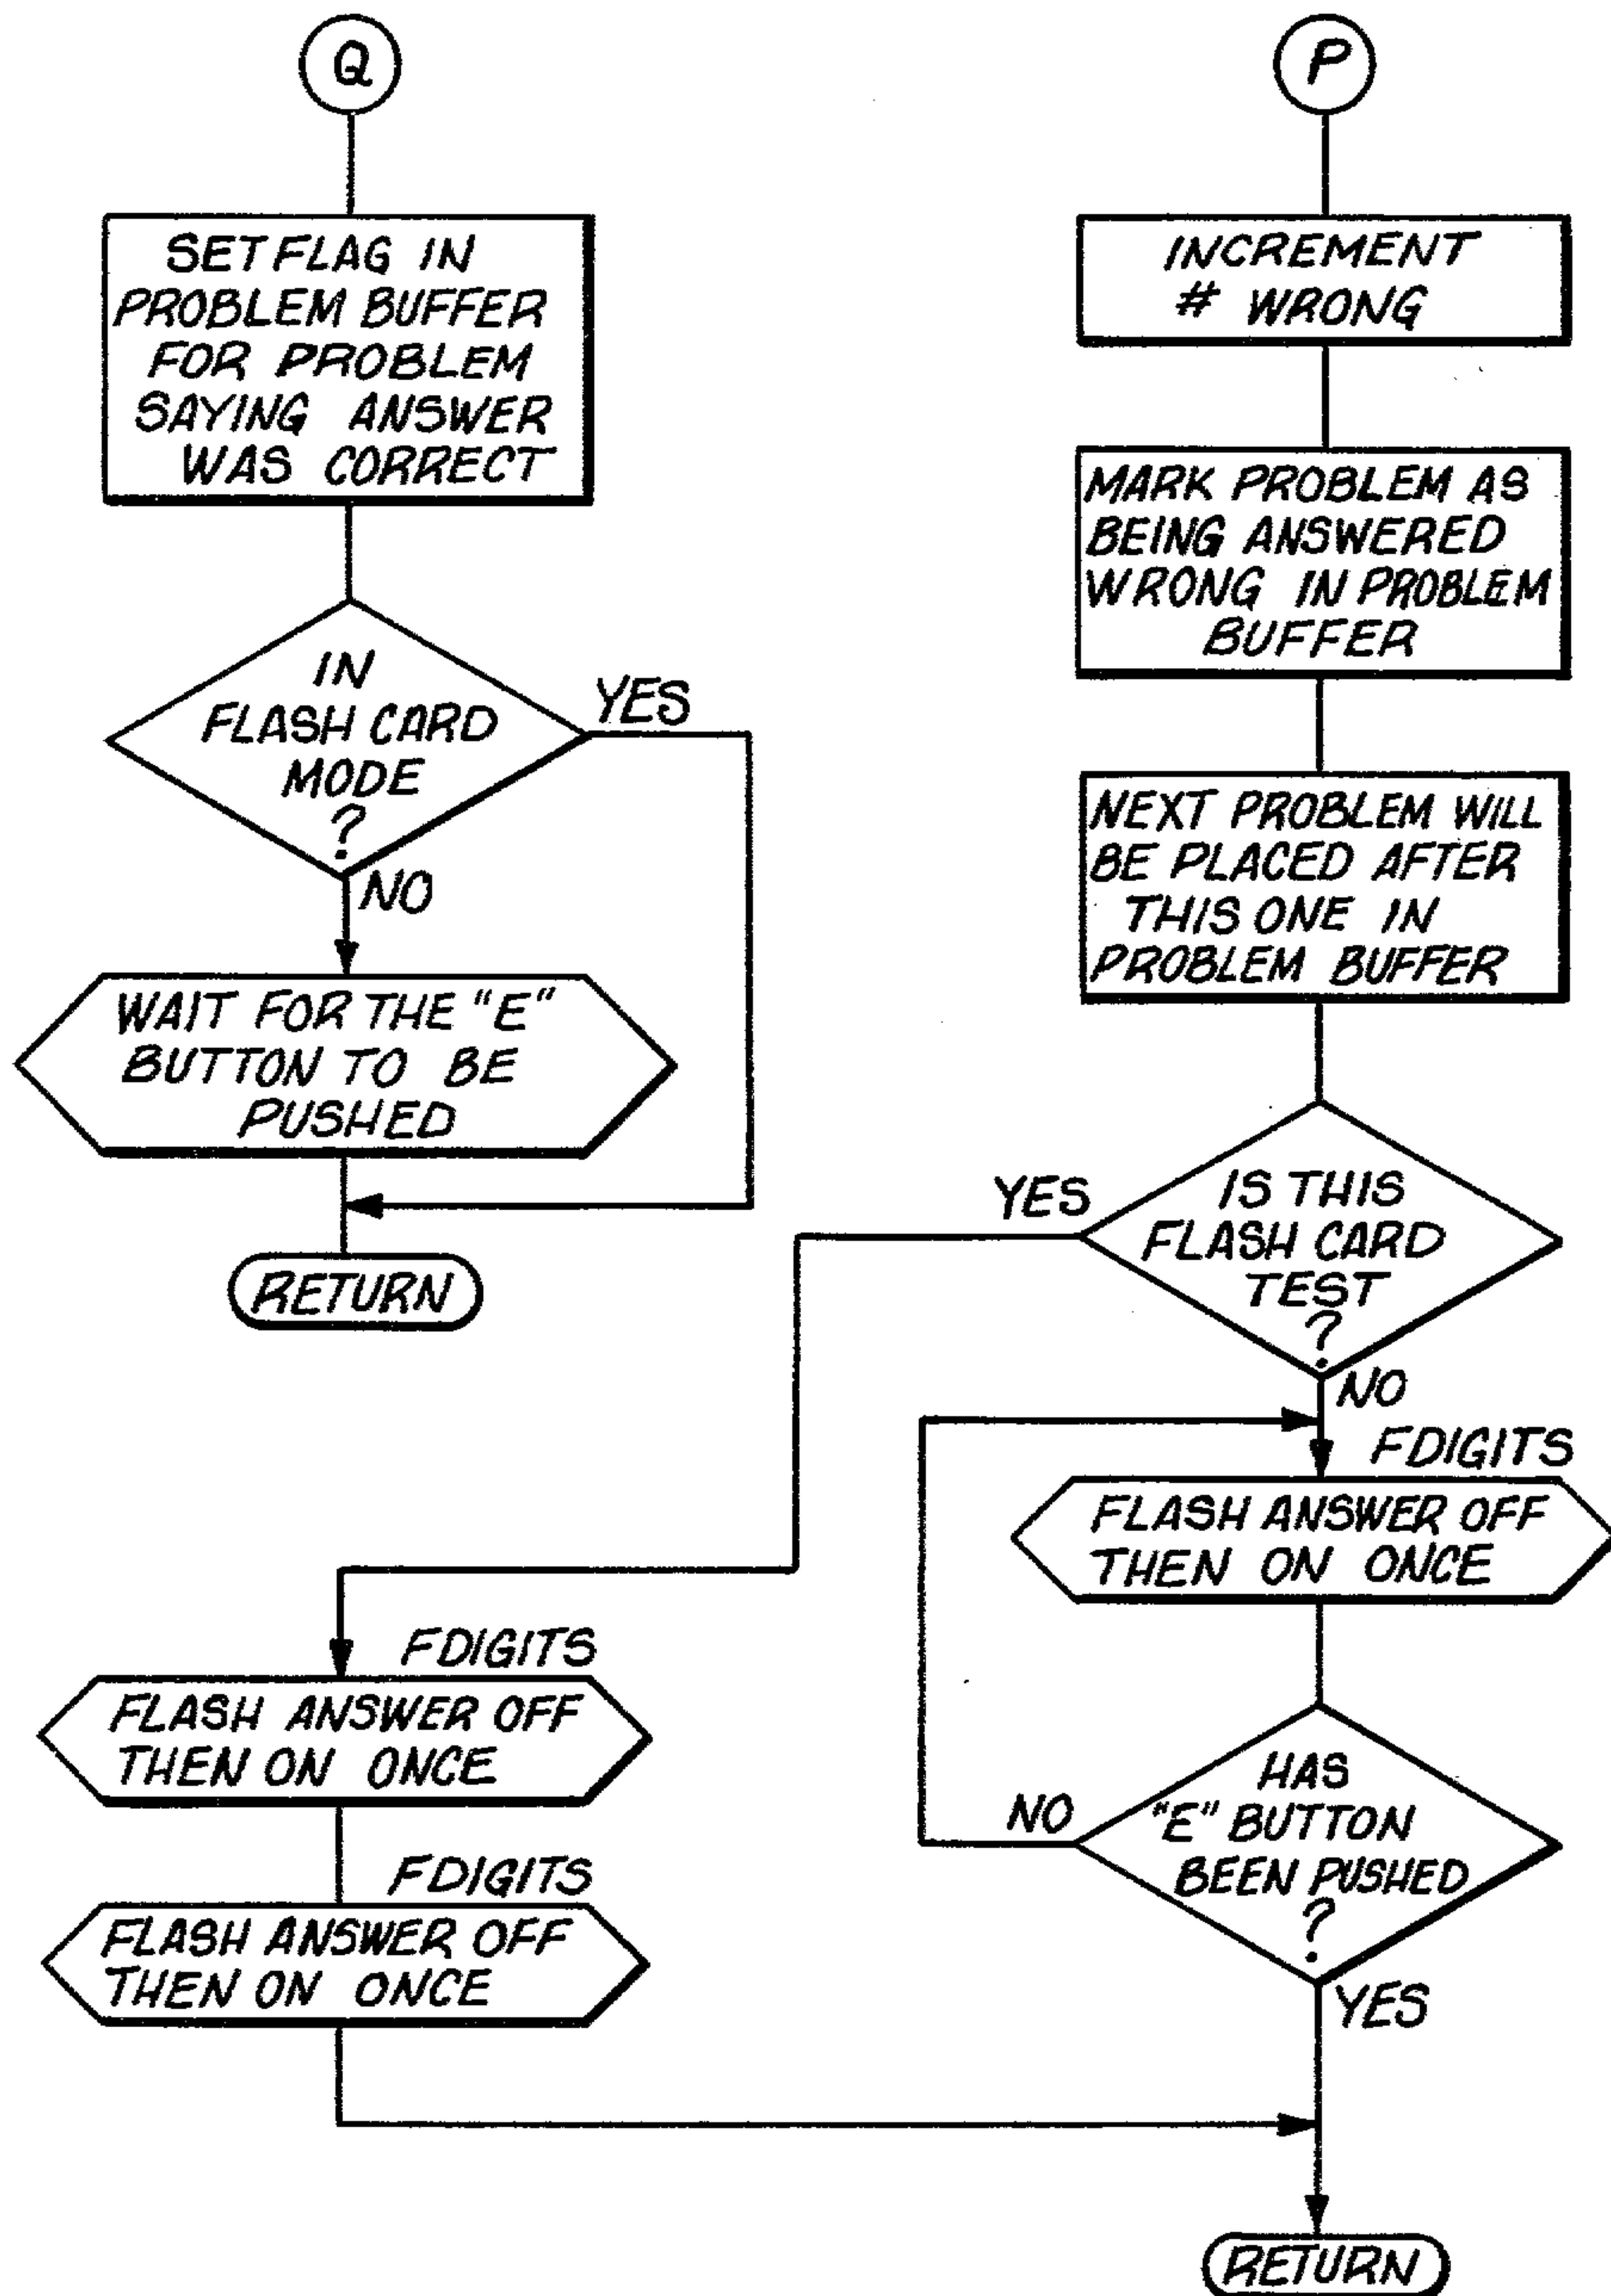 Q
SET FLAG IN
PROBLEM BUFFER
FOR PROBLEM
SAYING ANSWER
WAS CORRECT
IN
FLASH CARD
MODE
?
YES
NO
WAIT FOR THE "E"
BUTTON TO BE
PUSHED
RETURN
P
INCREMENT
# WRONG
MARK PROBLEM AS
BEING ANSWERED
WRONG IN PROBLEM
BUFFER
NEXT PROBLEM WILL
BE PLACED AFTER
THIS ONE IN
PROBLEM BUFFER
IS THIS
FLASH CARD
TEST
?
YES
NO
FDIGITS
FLASH ANSWER OFF
THEN ON ONCE
HAS
"E" BUTTON
BEEN PUSHED
?
NO
YES
FDIGITS
FLASH ANSWER OFF
THEN ON ONCE
FDIGITS
FLASH ANSWER OFF
THEN ON ONCE
RETURN